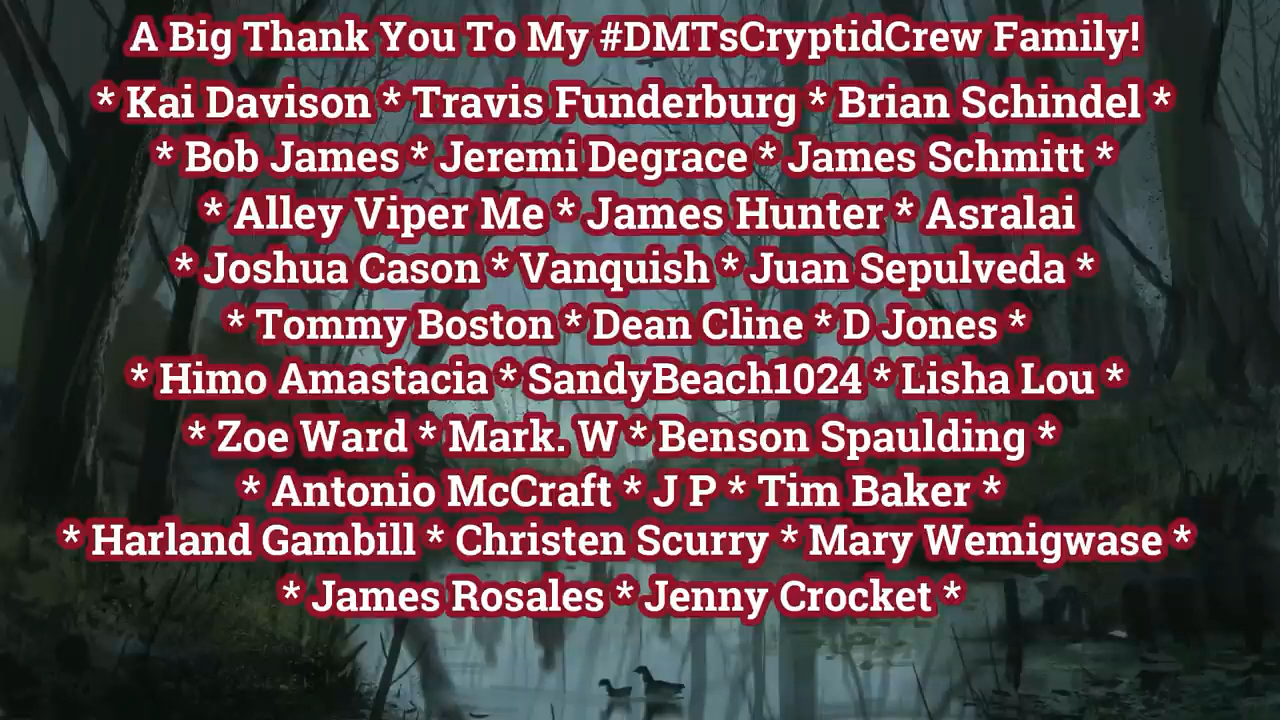 A Big Thank You To My #DMTsCryptidCrew Family!
* Kai Davison * Travis Funderburg * Brian Schindel *
* Bob James * Jeremi Degrace * James Schmitt *
* Alley Viper Me * James Hunter * Asralai
* Joshua Cason * Vanquish * Juan Sepulveda *
* Tommy Boston * Dean Cline * D Jones *
* Himo Amastacia * SandyBeach1024 * Lisha Lou *
* Zoe Ward * Mark. W * Benson Spaulding *
* Antonio McCraft * J P * Tim Baker *
* Harland Gambill * Christen Scurry * Mary Wemigwase *
* James Rosales * Jenny Crocket *